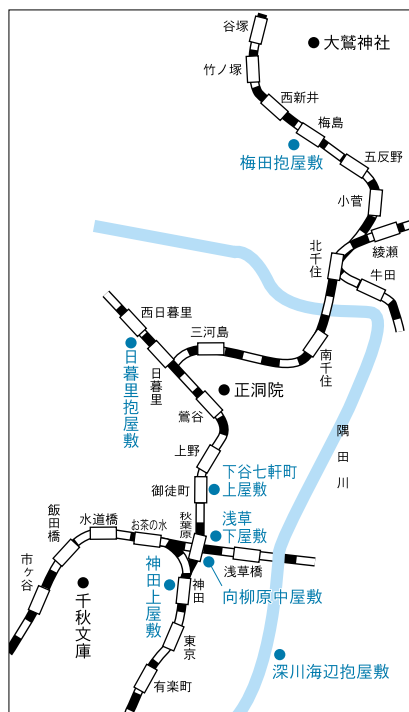 谷塚
大鷲神社
竹ノ塚
西新井
梅島
梅田抱屋敷
五反野
小菅
綾瀬
北千住
牛田
西日暮里
三河島
日暮里
日暮里抱屋敷
南千住
正洞院
鶯谷
隅田川
上野
下谷七軒町
上屋敷
御徒町
秋葉原
浅草
下屋敷
お茶の水
水道橋
飯田橋
市ヶ谷
浅草橋
神田上屋敷
向柳原中屋敷
神田
千秋文庫
東京
深川海辺抱屋敷
有楽町